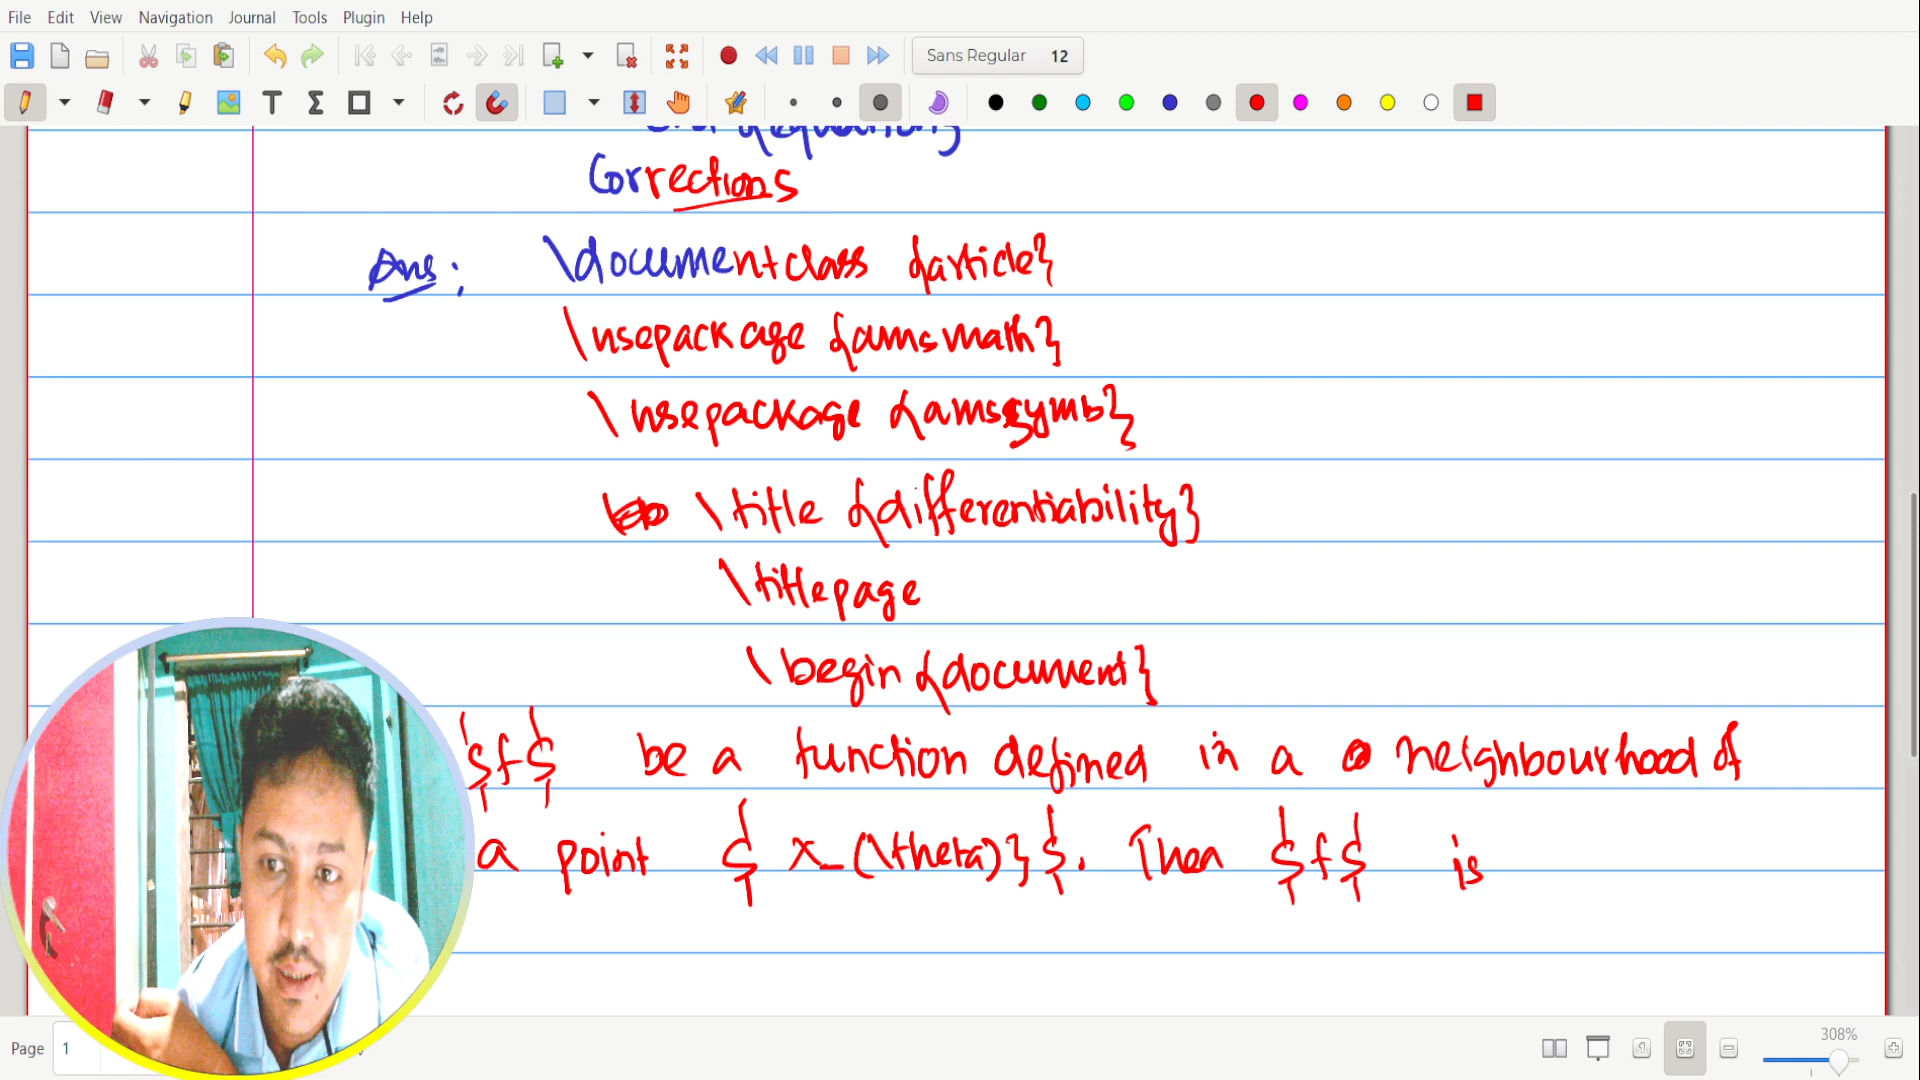 File Edit View Navigation Journal Tools Plugin Help
Sans Regular 12
end {equation}
Corrections
Ans: \documentclass {article}
\usepackage {amsmath}
\usepackage {amssymb}
\title {differentiability}
\titlepage
\begin {document}
$f$ be a function defined in a neighbourhood of
a point $ x_(\theta)}$. Then $f$ is
Page 1
308%